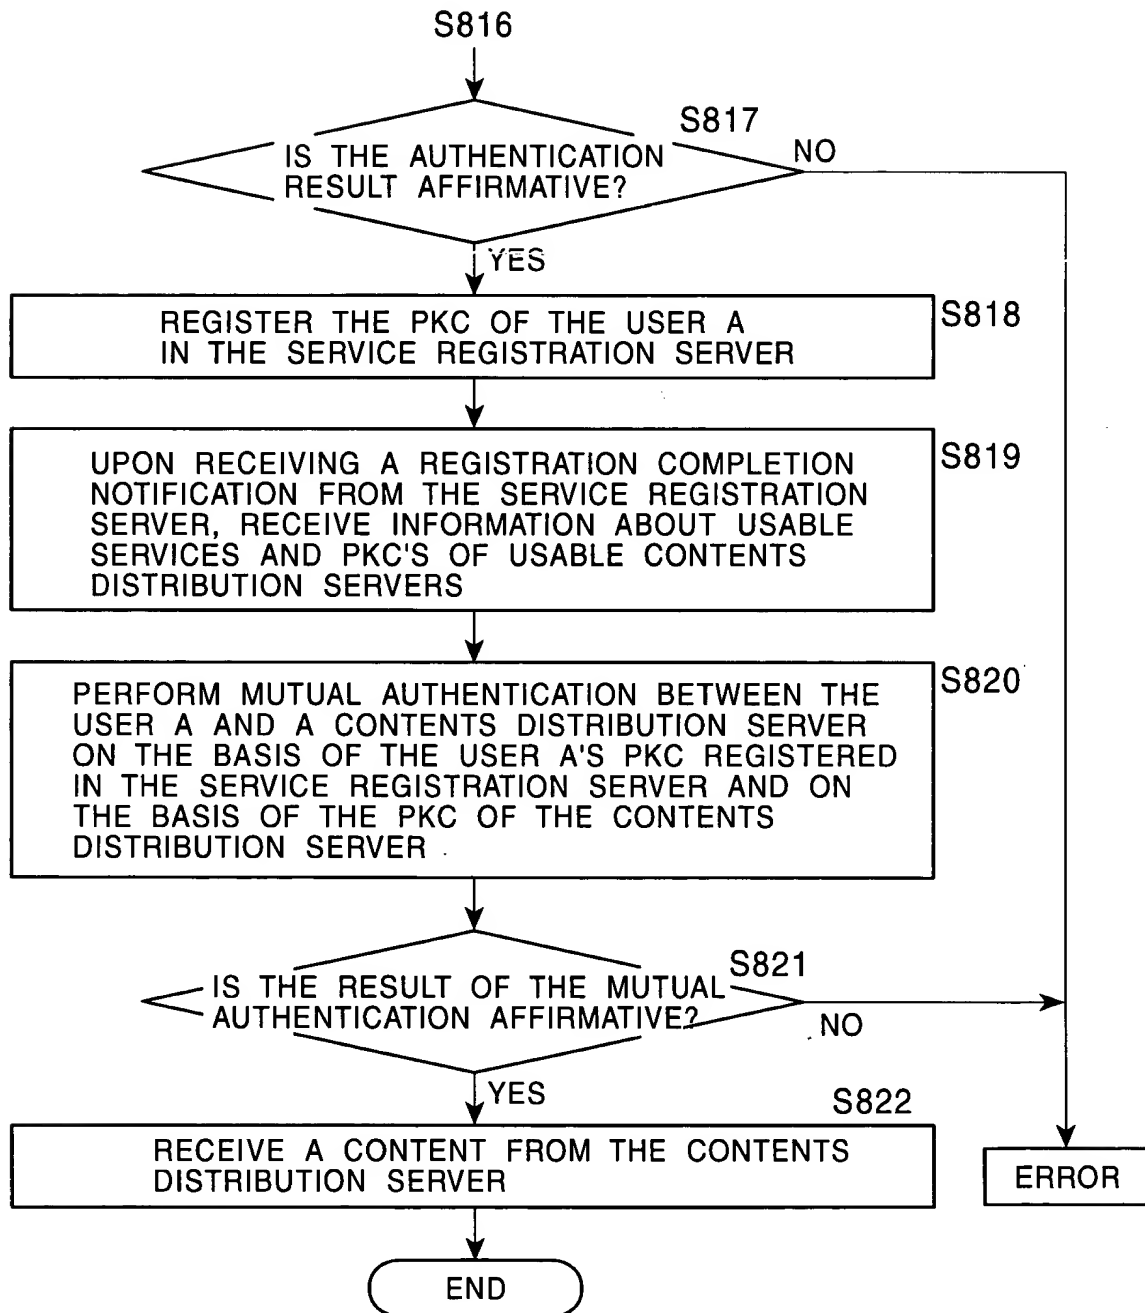 S816
S817
IS THE AUTHENTICATION
RESULT AFFIRMATIVE?
NO
YES
REGISTER THE PKC OF THE USER A
IN THE SERVICE REGISTRATION SERVER
S818
UPON RECEIVING A REGISTRATION COMPLETION
NOTIFICATION FROM THE SERVICE REGISTRATION
SERVER, RECEIVE INFORMATION ABOUT USABLE
SERVICES AND PKC'S OF USABLE CONTENTS
DISTRIBUTION SERVERS
S819
PERFORM MUTUAL AUTHENTICATION BETWEEN THE
USER A AND A CONTENTS DISTRIBUTION SERVER
ON THE BASIS OF THE USER A'S PKC REGISTERED
IN THE SERVICE REGISTRATION SERVER AND ON
THE BASIS OF THE PKC OF THE CONTENTS
DISTRIBUTION SERVER
S820
S821
IS THE RESULT OF THE MUTUAL
AUTHENTICATION AFFIRMATIVE?
NO
YES
S822
RECEIVE A CONTENT FROM THE CONTENTS
DISTRIBUTION SERVER
ERROR
END